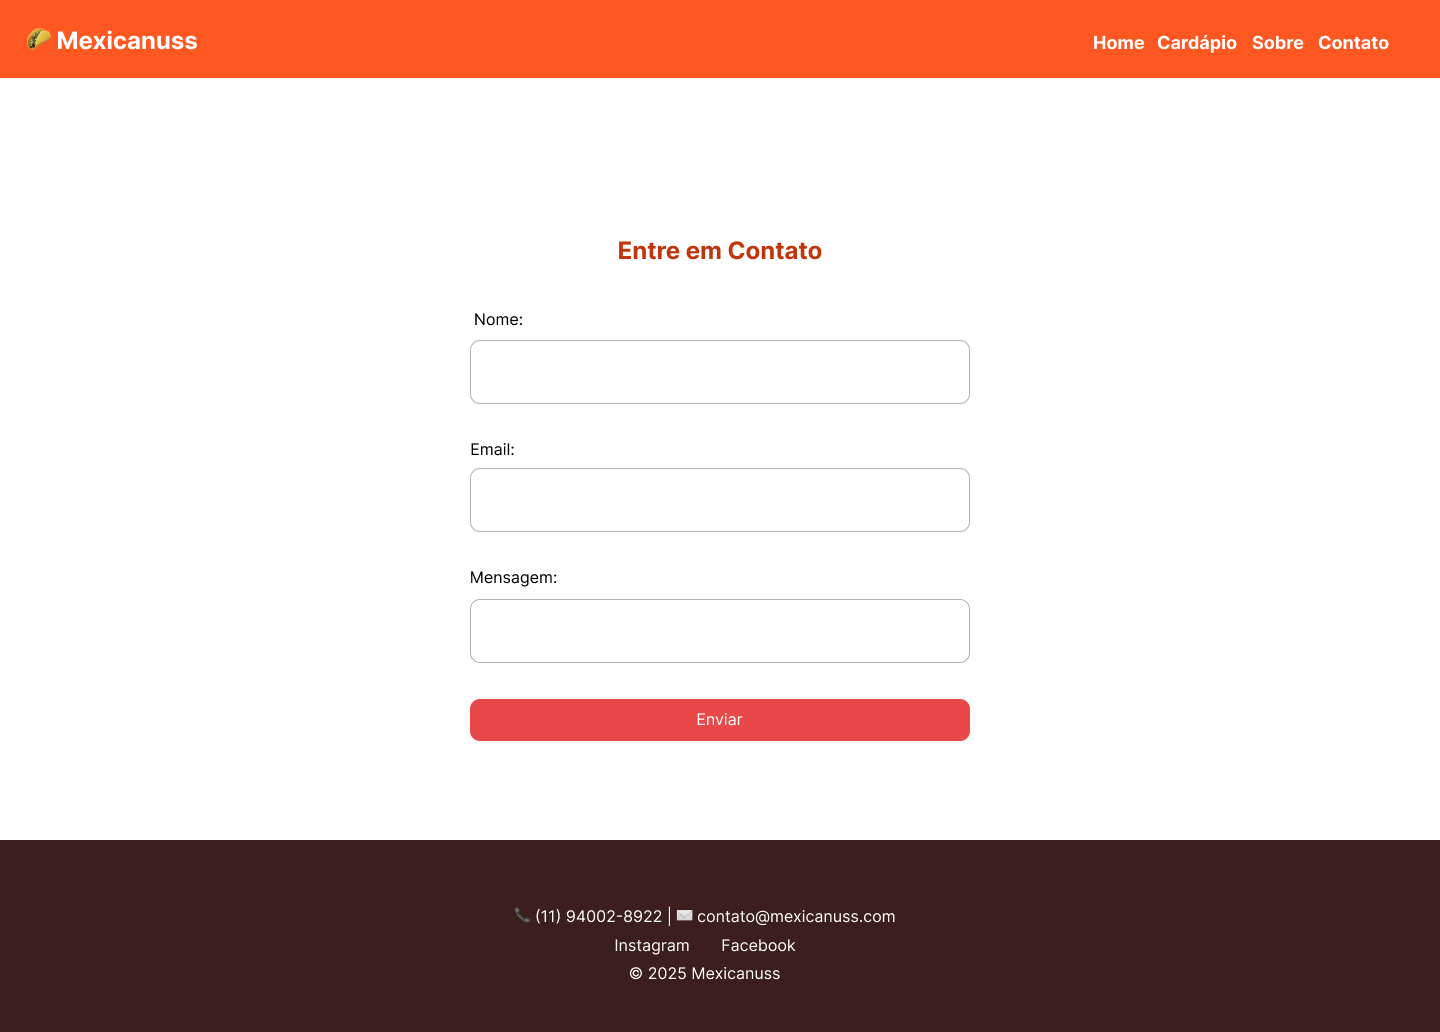 🌮 Mexicanuss
Home Cardápio Sobre Contato
Entre em Contato
Nome:
Email:
Mensagem:
Enviar
📞 (11) 94002-8922 | ✉️ contato@mexicanuss.com
Instagram Facebook
© 2025 Mexicanuss